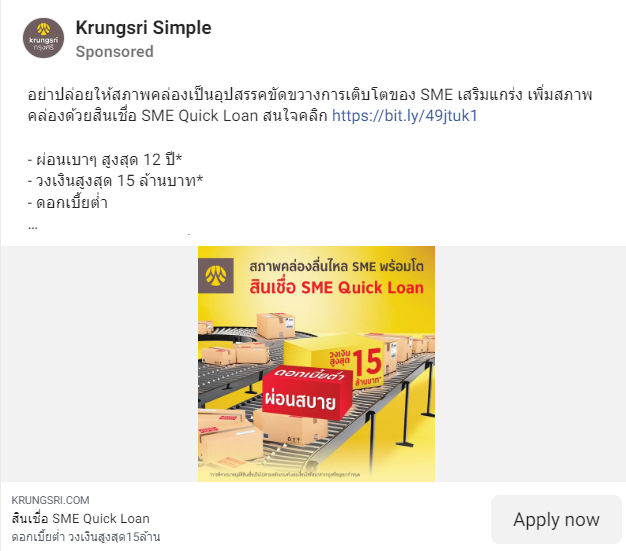 Krungsri Simple
Sponsored
krungsri
กรุงศรี
อย่าปล่อยให้สภาพคล่องเป็นอุปสรรคขัดขวางการเติบโตของ SME เสริมแกร่ง เพิ่มสภาพ
คล่องด้วยสินเชื่อ SME Quick Loan สนใจคลิก https://bit.ly/49jtuk1
- ผ่อนเบาๆ สูงสุด 12 ปี*
- วงเงินสูงสุด 15 ล้านบาท*
- ดอกเบี้ยต่ำ
...
สภาพคล่องลื่นไหล SME พร้อมโต
สินเชื่อ SME Quick Loan
วงเงิน
สูงสุด
15
ล้านบาท*
ดอกเบี้ยต่ำ
ผ่อนสบาย
KRUNGSRI.COM
สินเชื่อ SME Quick Loan
ดอกเบี้ยต่ำ วงเงินสูงสุด15ล้าน
Apply now